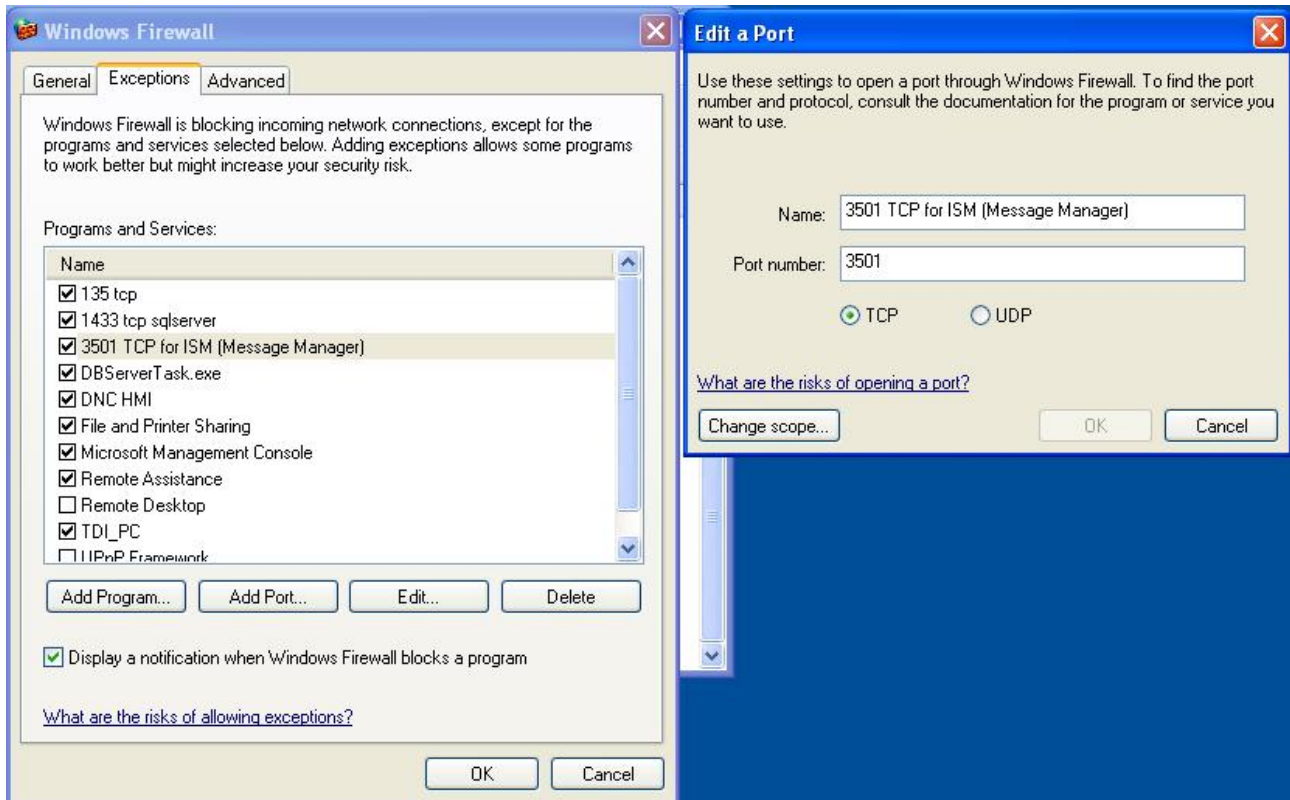 Windows Firewall
General
Exceptions
Advanced
Windows Firewall is blocking incoming network connections, except for the
programs and services selected below. Adding exceptions allows some programs
to work better but might increase your security risk.
Programs and Services:
Name
135 tcp
1433 tcp sqlserver
3501 TCP for ISM (Message Manager)
DBServerTask.exe
DNC HMI
File and Printer Sharing
Microsoft Management Console
Remote Assistance
Remote Desktop
TDI_PC
UPnP Framework
Add Program...
Add Port...
Edit...
Delete
Display a notification when Windows Firewall blocks a program
What are the risks of allowing exceptions?
OK
Cancel
Edit a Port
Use these settings to open a port through Windows Firewall. To find the port
number and protocol, consult the documentation for the program or service you
want to use.
Name: 3501 TCP for ISM (Message Manager)
Port number: 3501
TCP
UDP
What are the risks of opening a port?
Change scope...
OK
Cancel